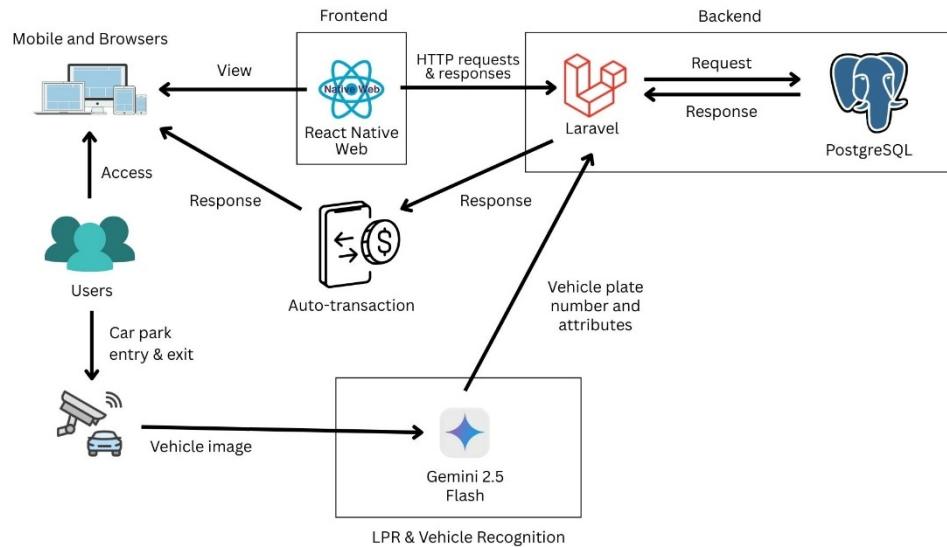 Frontend
Backend
Mobile and Browsers
View
Native Web
React Native
Web
HTTP requests
& responses
Laravel
Request
Response
PostgreSQL
Access
Response
Response
Users
$
Auto-transaction
Vehicle plate
number and
attributes
Car park
entry & exit
Vehicle image
Gemini 2.5
Flash
LPR & Vehicle Recognition